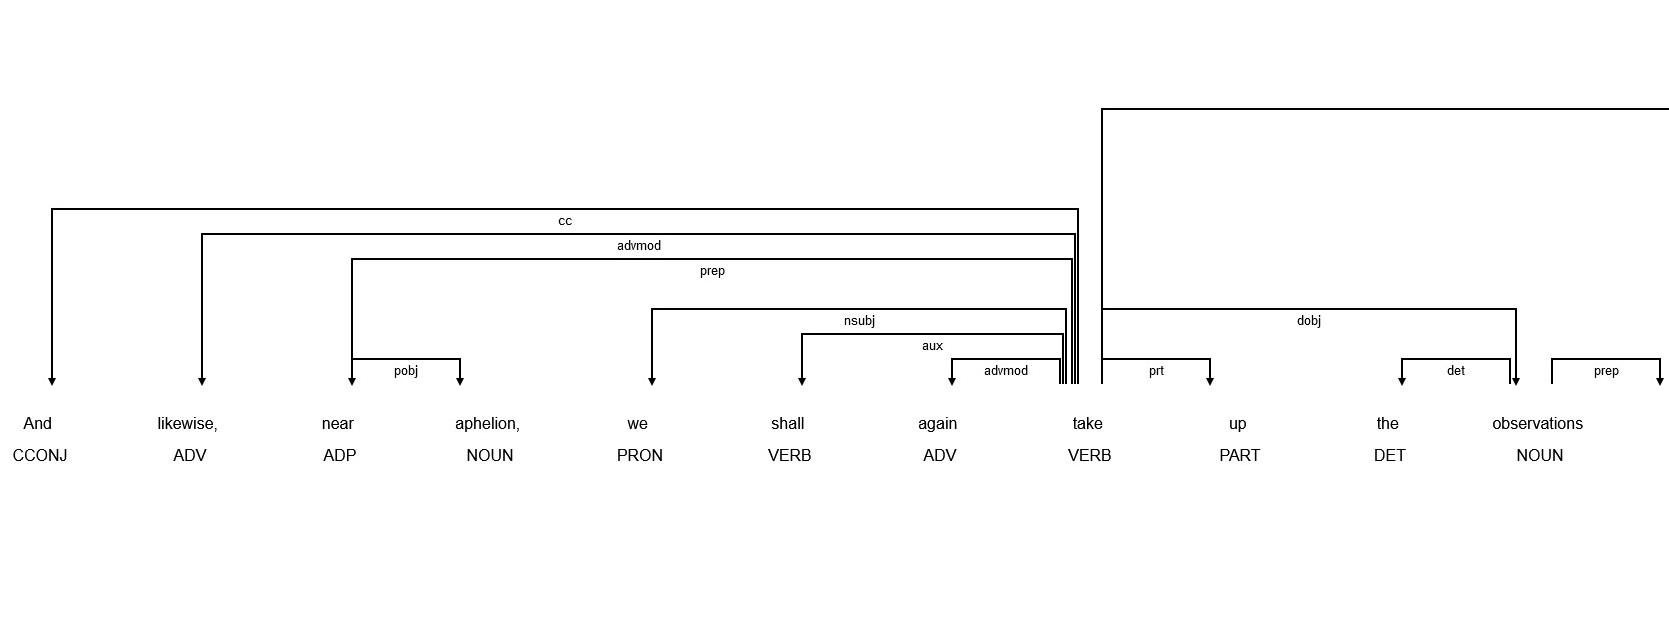 cc
advmod
prep
nsubj dobj
aux
pobj advmod prt det prep
And likewise, near aphelion, we shall again take up the observations
CCONJ ADV ADP NOUN PRON VERB ADV VERB PART DET NOUN